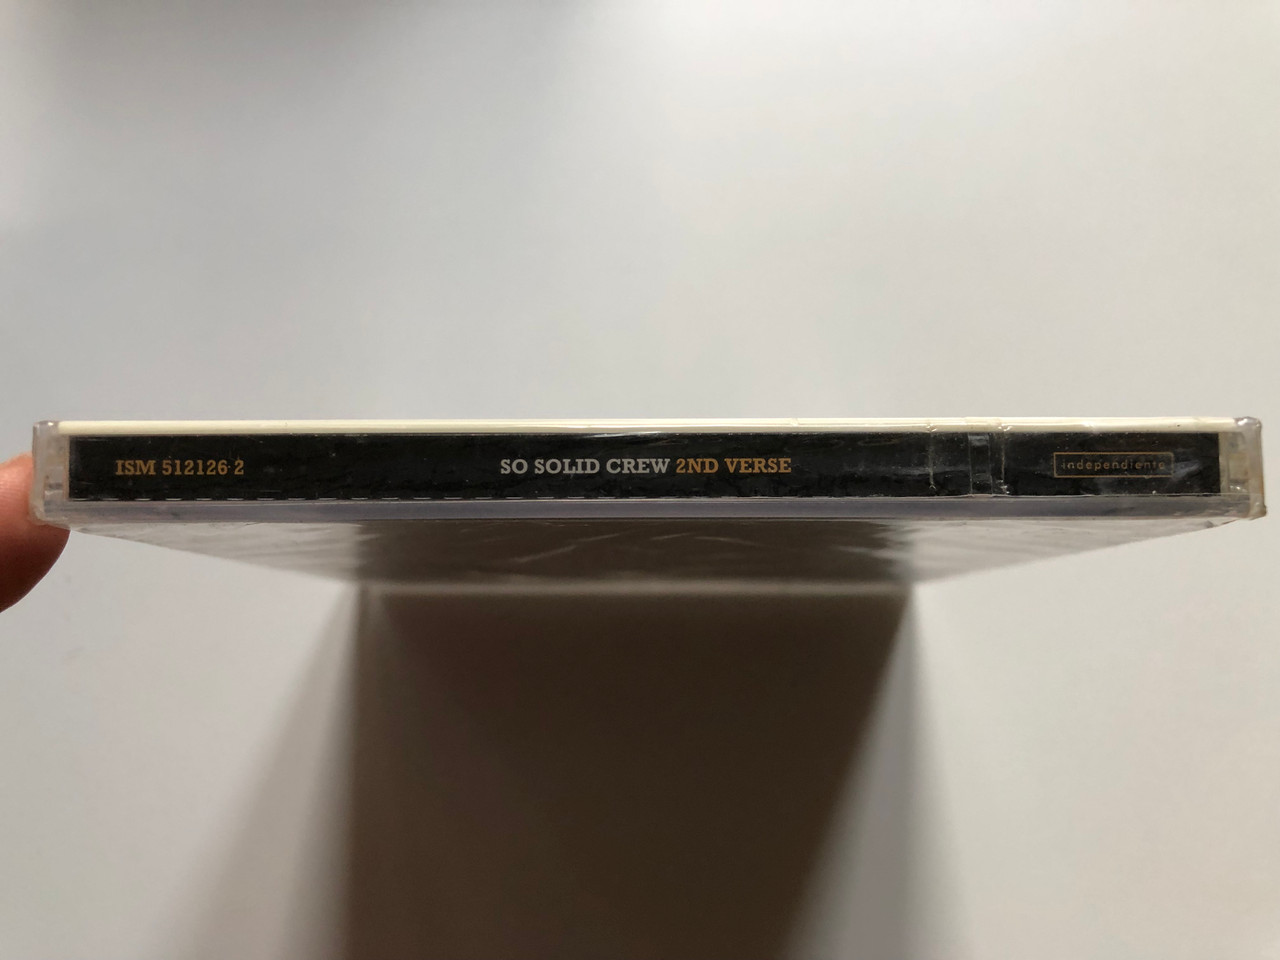 ISM 512126 2
SO SOLID CREW 2ND VERSE
independiente